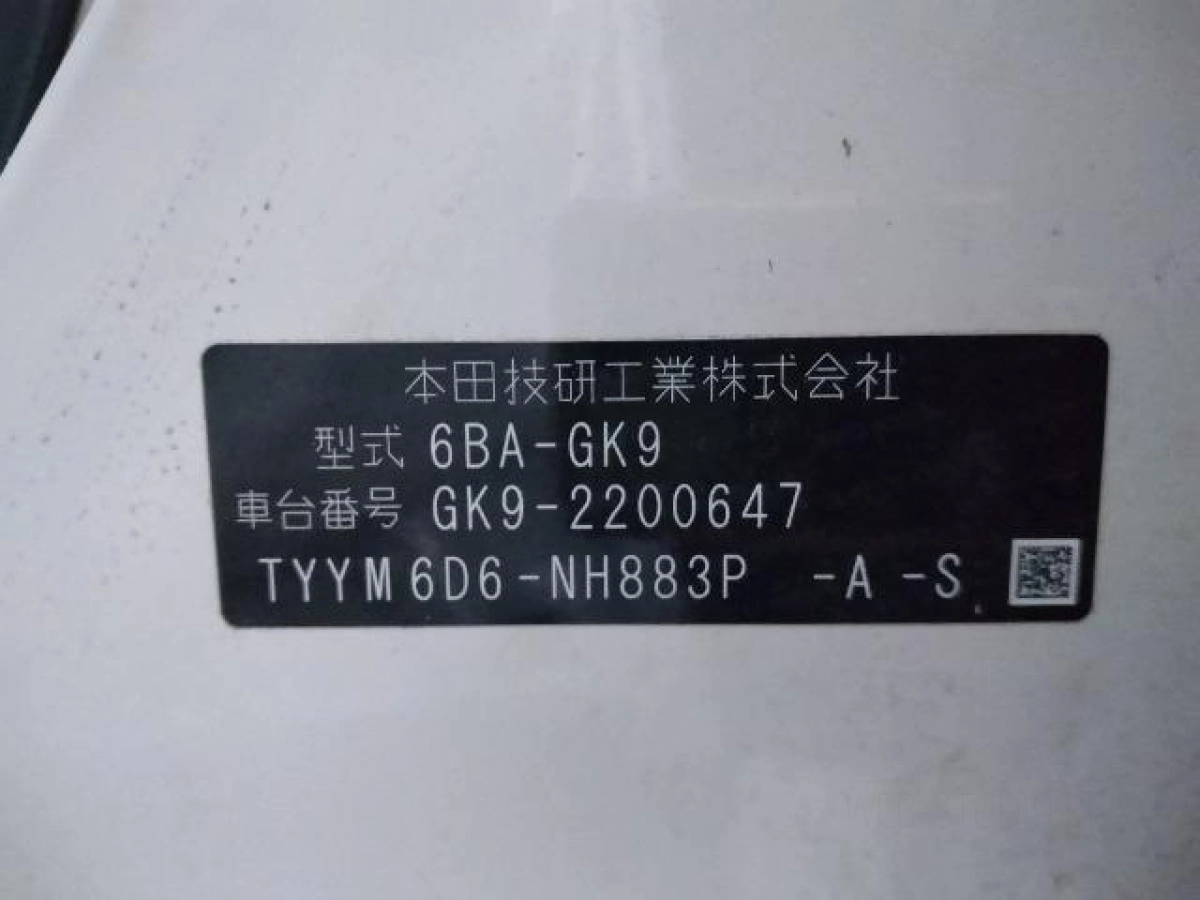 本田技研工業株式会社
型式 6BA-GK9
車台番号 GK9-2200647
TYYM6D6-NH883P -A -S